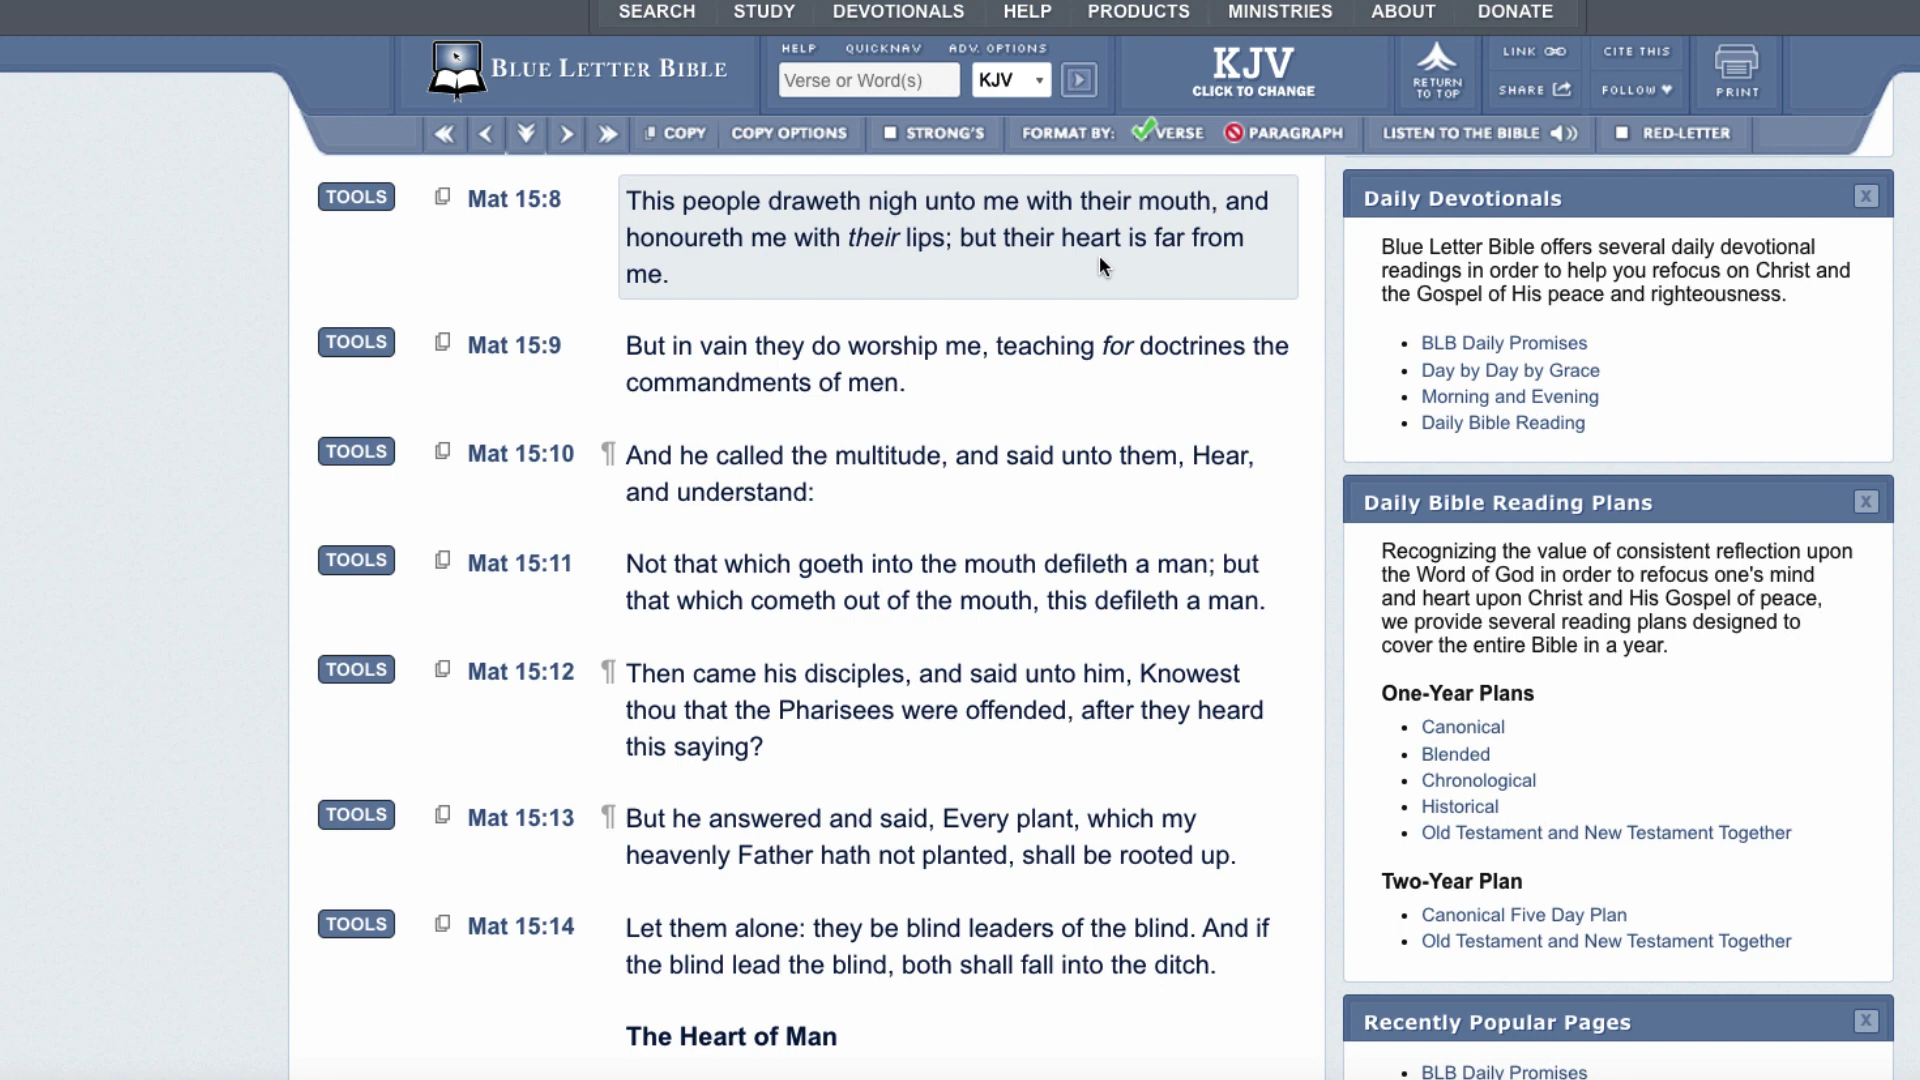 SEARCH STUDY DEVOTIONALS HELP PRODUCTS MINISTRIES ABOUT DONATE
BLUE LETTER BIBLE
HELP QUICKNAV ADV. OPTIONS
Verse or Word(s) KJV
KJV
CLICK TO CHANGE
RETURN
TO TOP
LINK CITE THIS
SHARE FOLLOW
PRINT
COPY COPY OPTIONS STRONG'S FORMAT BY: VERSE PARAGRAPH LISTEN TO THE BIBLE RED-LETTER
TOOLS Mat 15:8 This people draweth nigh unto me with their mouth, and
honoureth me with their lips; but their heart is far from
me.
TOOLS Mat 15:9 But in vain they do worship me, teaching for doctrines the
commandments of men.
TOOLS Mat 15:10 ¶ And he called the multitude, and said unto them, Hear,
and understand:
TOOLS Mat 15:11 Not that which goeth into the mouth defileth a man; but
that which cometh out of the mouth, this defileth a man.
TOOLS Mat 15:12 ¶ Then came his disciples, and said unto him, Knowest
thou that the Pharisees were offended, after they heard
this saying?
TOOLS Mat 15:13 ¶ But he answered and said, Every plant, which my
heavenly Father hath not planted, shall be rooted up.
TOOLS Mat 15:14 Let them alone: they be blind leaders of the blind. And if
the blind lead the blind, both shall fall into the ditch.
The Heart of Man
Daily Devotionals X
Blue Letter Bible offers several daily devotional
readings in order to help you refocus on Christ and
the Gospel of His peace and righteousness.
• BLB Daily Promises
• Day by Day by Grace
• Morning and Evening
• Daily Bible Reading
Daily Bible Reading Plans X
Recognizing the value of consistent reflection upon
the Word of God in order to refocus one's mind
and heart upon Christ and His Gospel of peace,
we provide several reading plans designed to
cover the entire Bible in a year.
One-Year Plans
• Canonical
• Blended
• Chronological
• Historical
• Old Testament and New Testament Together
Two-Year Plan
• Canonical Five Day Plan
• Old Testament and New Testament Together
Recently Popular Pages X
• BLB Daily Promises